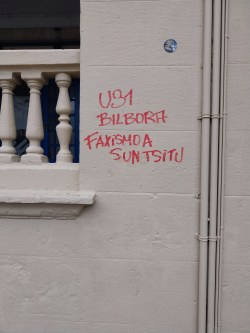 U31
BILBORA
FAXISMOA
SUNTSITU